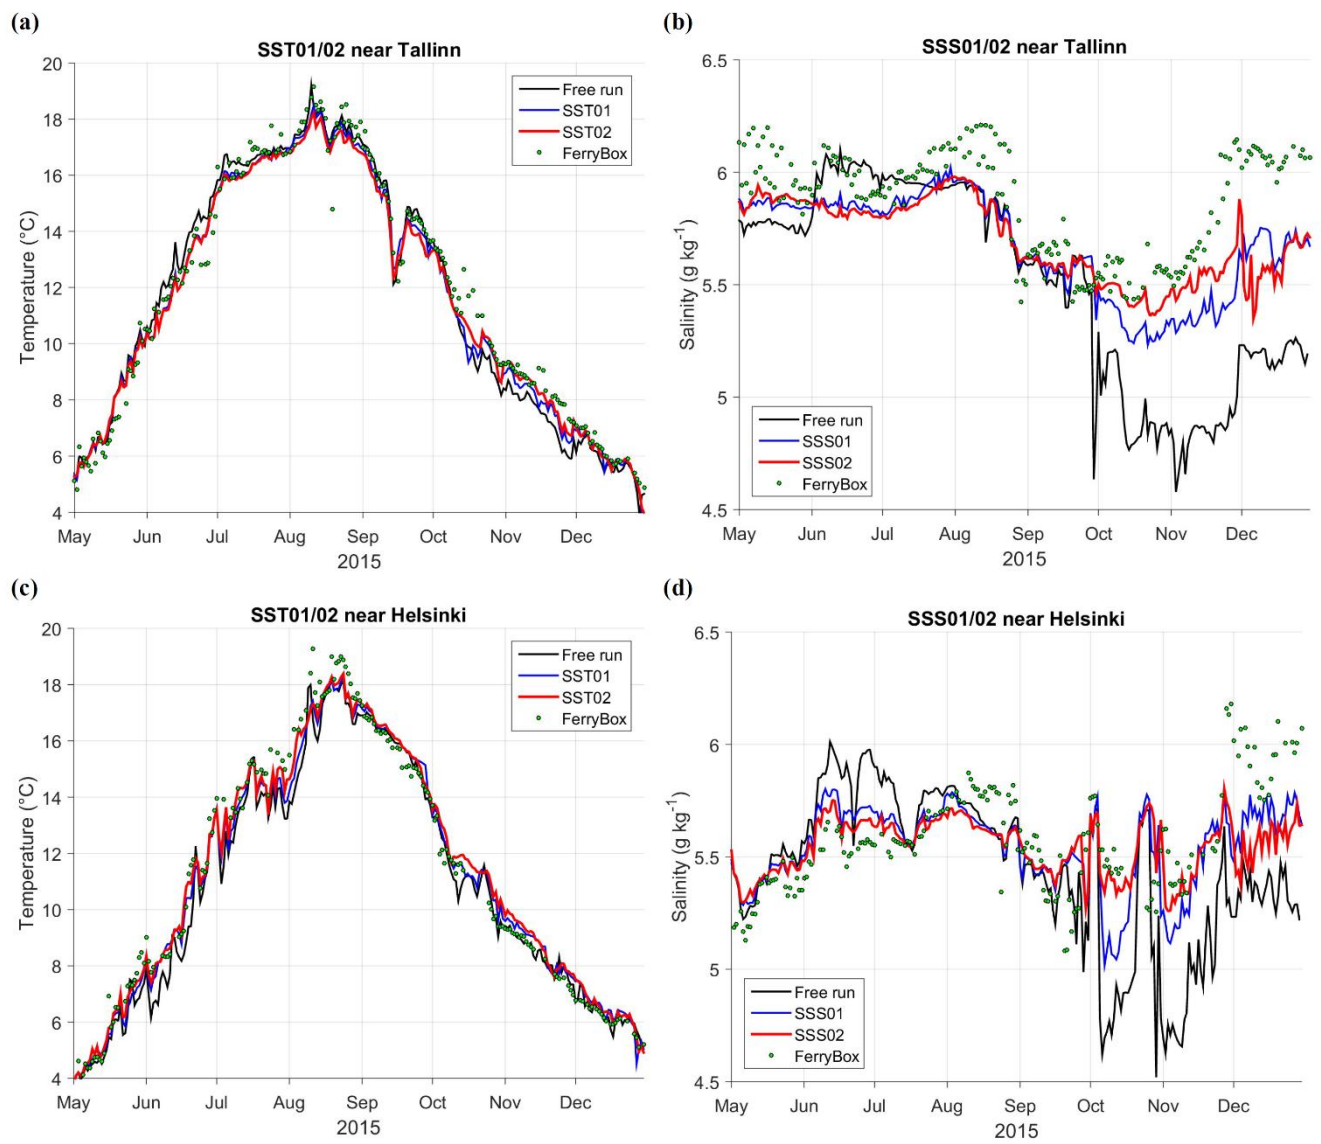 (a)
SST01/02 near Tallinn
Temperature (°C)
20
18
16
14
12
10
8
6
4
Free run
SST01
SST02
FerryBox
May Jun Jul Aug Sep Oct Nov Dec
2015
(b)
SSS01/02 near Tallinn
Salinity (g kg⁻¹)
6.5
6
5.5
5
4.5
Free run
SSS01
SSS02
FerryBox
May Jun Jul Aug Sep Oct Nov Dec
2015
(c)
SST01/02 near Helsinki
Temperature (°C)
20
18
16
14
12
10
8
6
4
Free run
SST01
SST02
FerryBox
May Jun Jul Aug Sep Oct Nov Dec
2015
(d)
SSS01/02 near Helsinki
Salinity (g kg⁻¹)
6.5
6
5.5
5
4.5
Free run
SSS01
SSS02
FerryBox
May Jun Jul Aug Sep Oct Nov Dec
2015